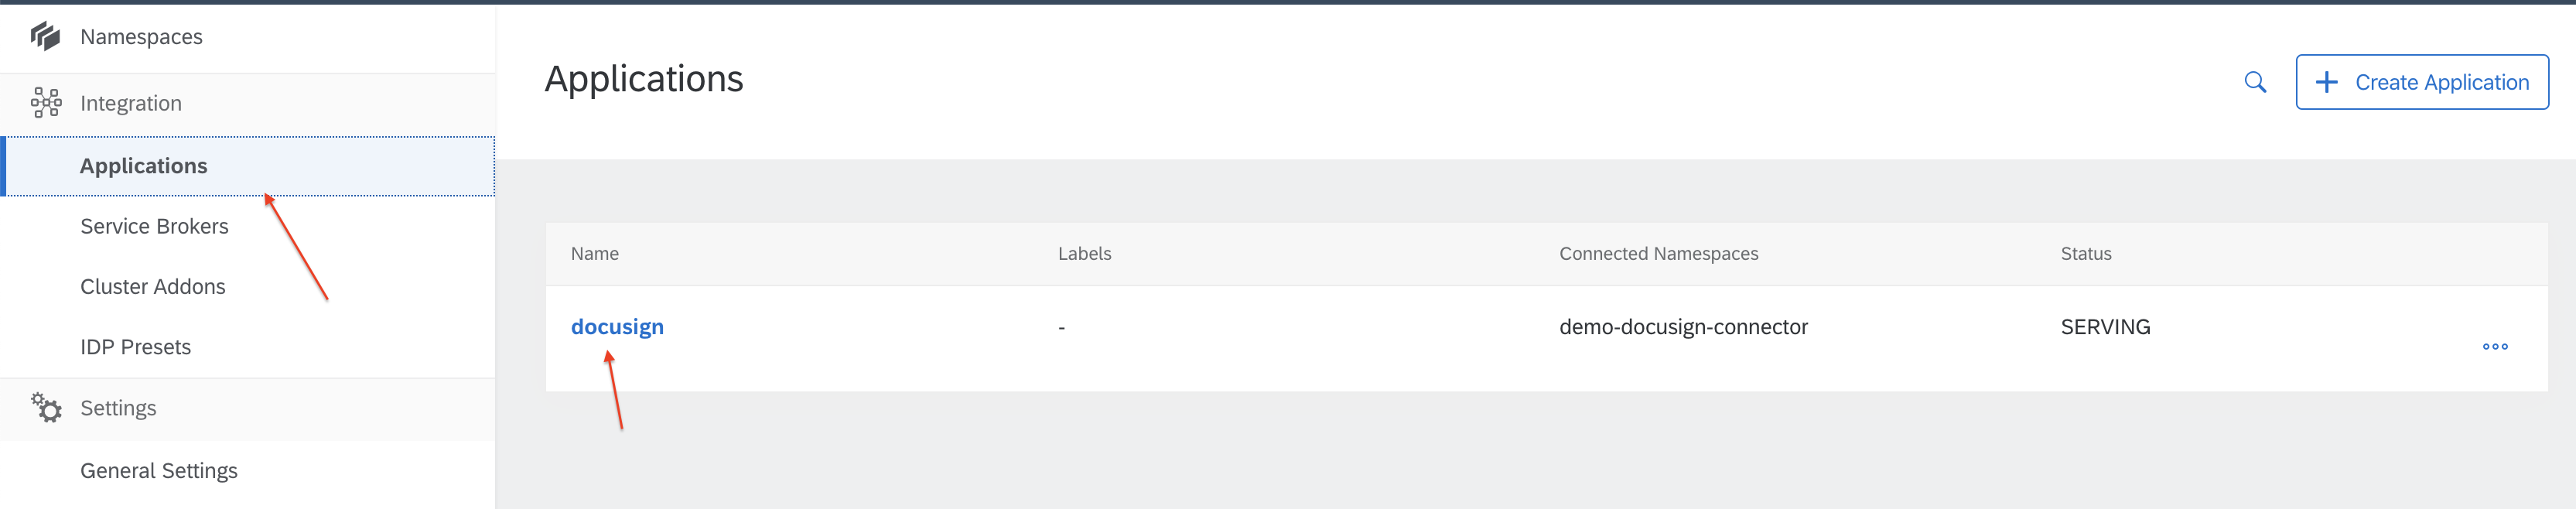 Namespaces
Integration
Applications
Service Brokers
Cluster Addons
IDP Presets
Settings
General Settings
Applications
Create Application
Name Labels Connected Namespaces Status
docusign - demo-docusign-connector SERVING